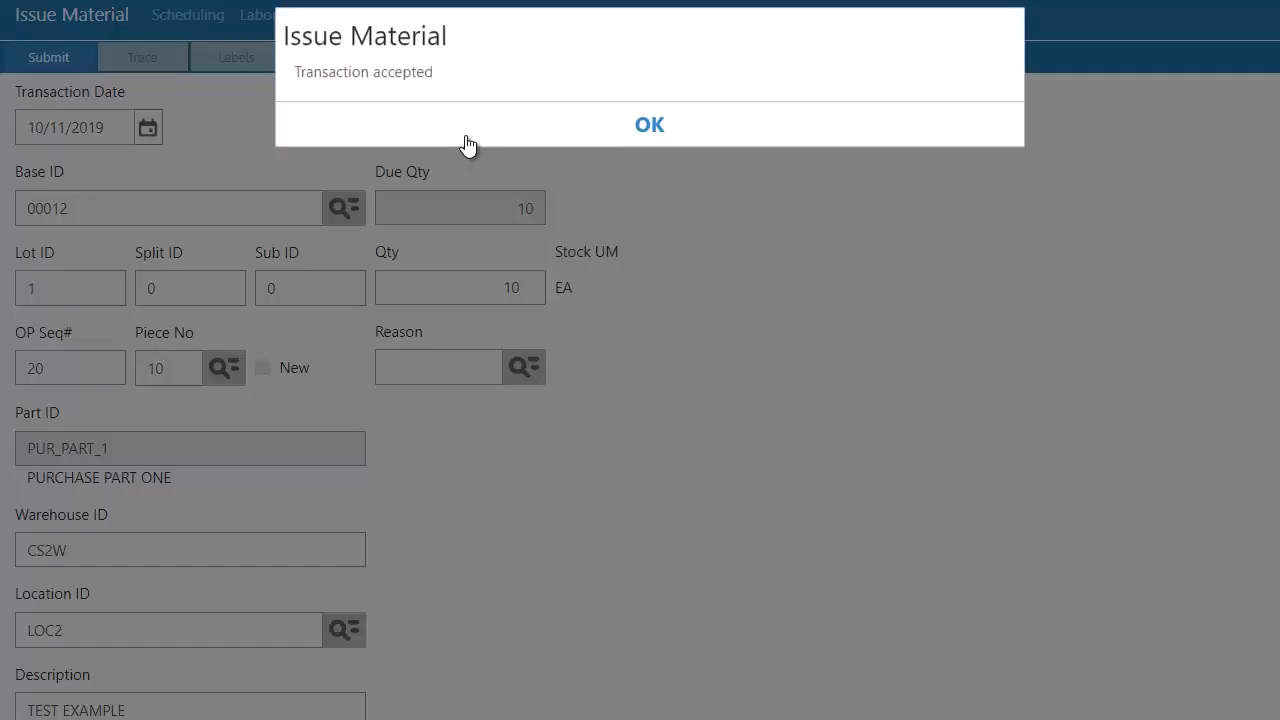 Issue Material Scheduling
Issue Material
Transaction accepted
OK
Submit Trace Labels
Transaction Date
10/11/2019
Base ID Due Qty
00012 10
Lot ID Split ID Sub ID Qty Stock UM
1 0 0 10 EA
OP Seq# Piece No Reason
20 10 New
Part ID
PUR_PART_1
PURCHASE PART ONE
Warehouse ID
CS2W
Location ID
LOC2
Description
TEST EXAMPLE